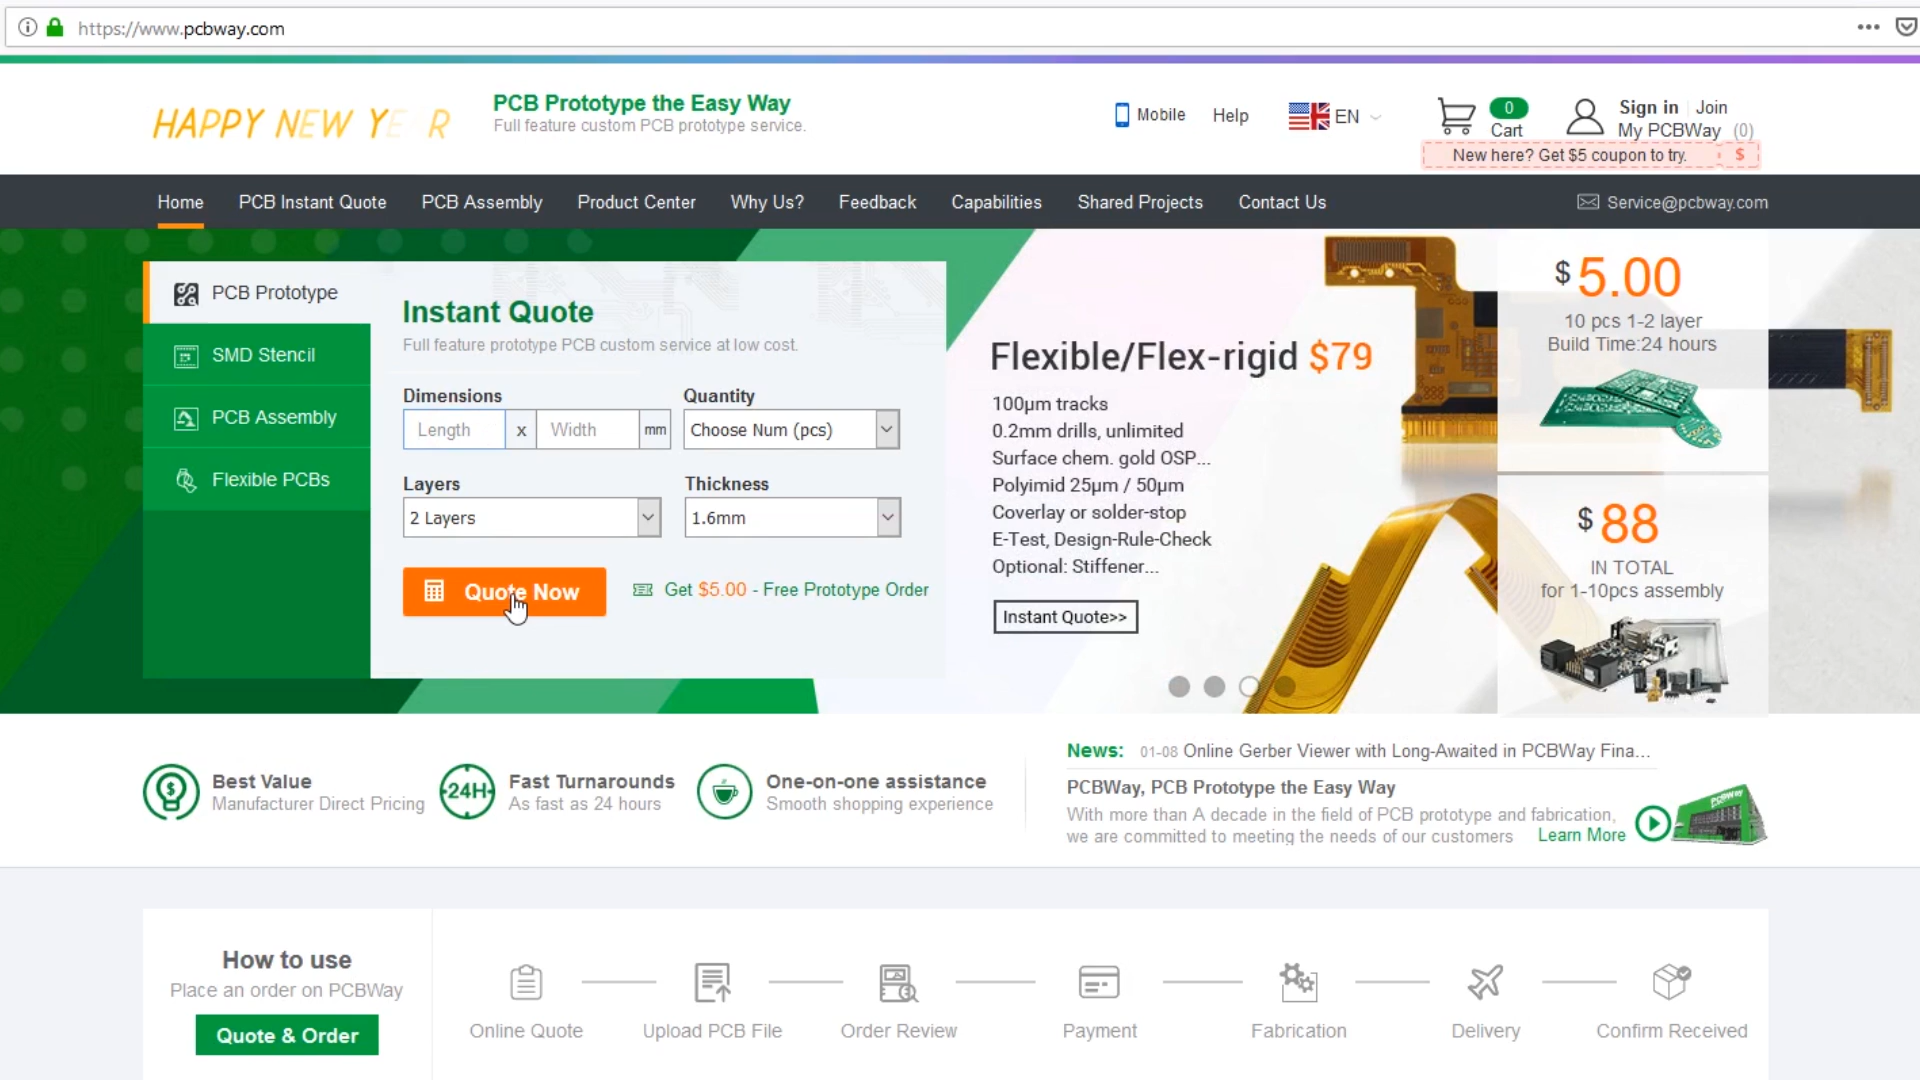 https://www.pcbway.com
HAPPY NEW YE R
PCB Prototype the Easy Way
Full feature custom PCB prototype service.
Mobile
Help
EN
0
Cart
Sign in
Join
My PCBWay (0)
New here? Get $5 coupon to try. $
Home
PCB Instant Quote
PCB Assembly
Product Center
Why Us?
Feedback
Capabilities
Shared Projects
Contact Us
Service@pcbway.com
PCB Prototype
SMD Stencil
PCB Assembly
Flexible PCBs
Instant Quote
Full feature prototype PCB custom service at low cost.
Dimensions
Length x Width mm
Quantity
Choose Num (pcs)
Layers
2 Layers
Thickness
1.6mm
Quote Now
Get $5.00 - Free Prototype Order
Flexible/Flex-rigid $79
100µm tracks
0.2mm drills, unlimited
Surface chem. gold OSP...
Polyimid 25µm / 50µm
Coverlay or solder-stop
E-Test, Design-Rule-Check
Optional: Stiffener...
Instant Quote>>
$5.00
10 pcs 1-2 layer
Build Time:24 hours
$88
IN TOTAL
for 1-10pcs assembly
Best Value
Manufacturer Direct Pricing
24H
Fast Turnarounds
As fast as 24 hours
One-on-one assistance
Smooth shopping experience
News: 01-08 Online Gerber Viewer with Long-Awaited in PCBWay Fina...
PCBWay, PCB Prototype the Easy Way
With more than A decade in the field of PCB prototype and fabrication,
we are committed to meeting the needs of our customers Learn More
PCBWay
How to use
Place an order on PCBWay
Quote & Order
Online Quote
Upload PCB File
Order Review
Payment
Fabrication
Delivery
Confirm Received